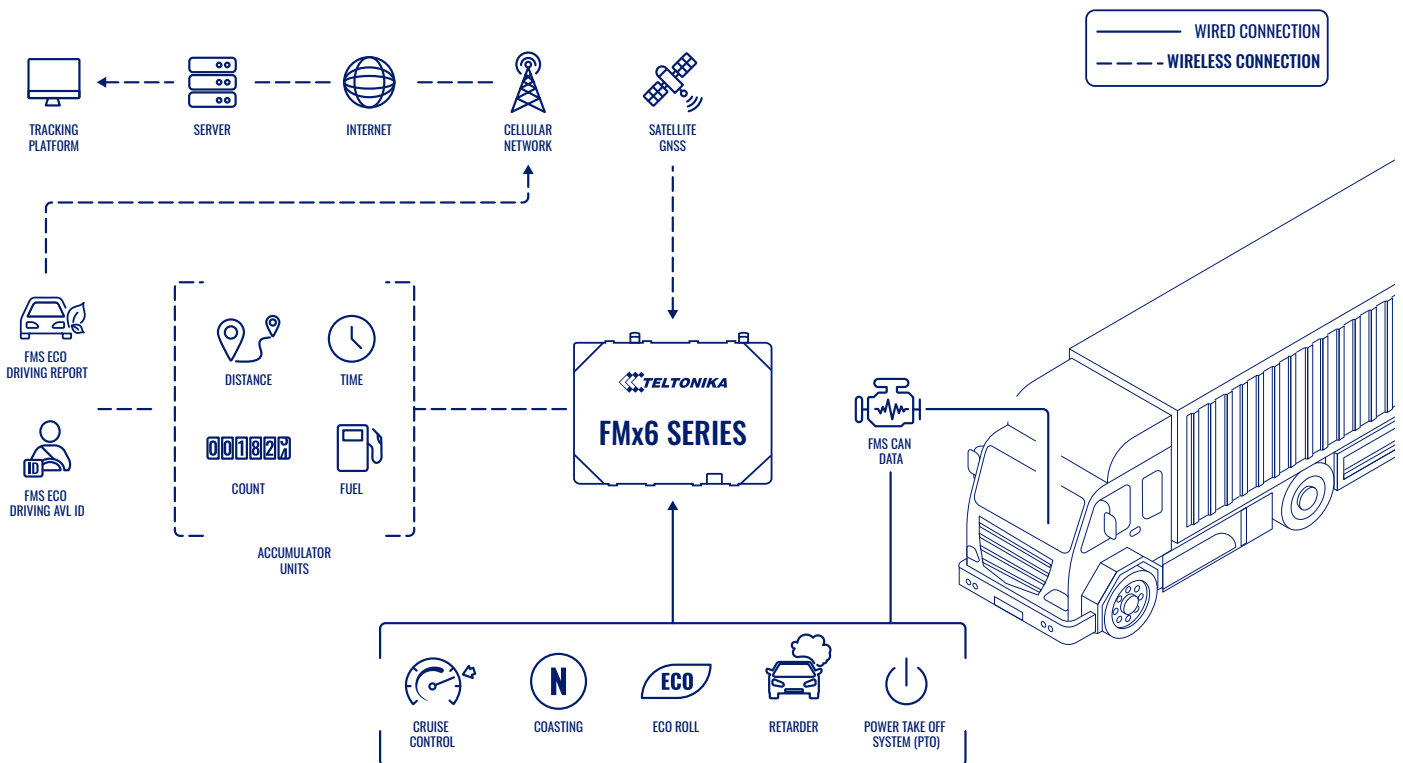 WIRED CONNECTION
WIRELESS CONNECTION
TRACKING
PLATFORM
SERVER
INTERNET
CELLULAR
NETWORK
SATELLITE
GNSS
FMS ECO
DRIVING REPORT
FMS ECO
DRIVING AVL ID
ID
DISTANCE
TIME
COUNT
FUEL
ACCUMULATOR
UNITS
TELTONIKA
FMx6 SERIES
FMS CAN
DATA
N
ECO
CRUISE
CONTROL
COASTING
ECO ROLL
RETARDER
POWER TAKE OFF
SYSTEM (PTO)